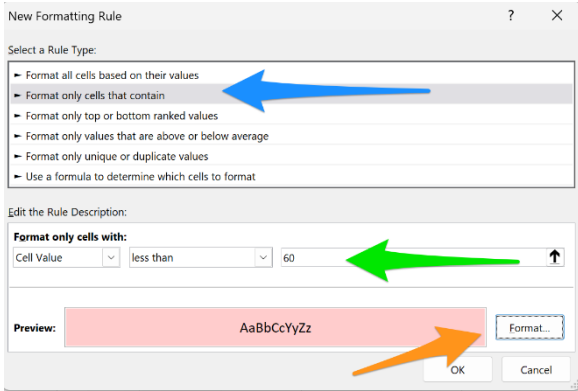 New Formatting Rule ? ×
Select a Rule Type:
► Format all cells based on their values
► Format only cells that contain
► Format only top or bottom ranked values
► Format only values that are above or below average
► Format only unique or duplicate values
► Use a formula to determine which cells to format
Edit the Rule Description:
Format only cells with:
Cell Value less than 60
Preview: AaBbCcYyZz Format...
OK Cancel